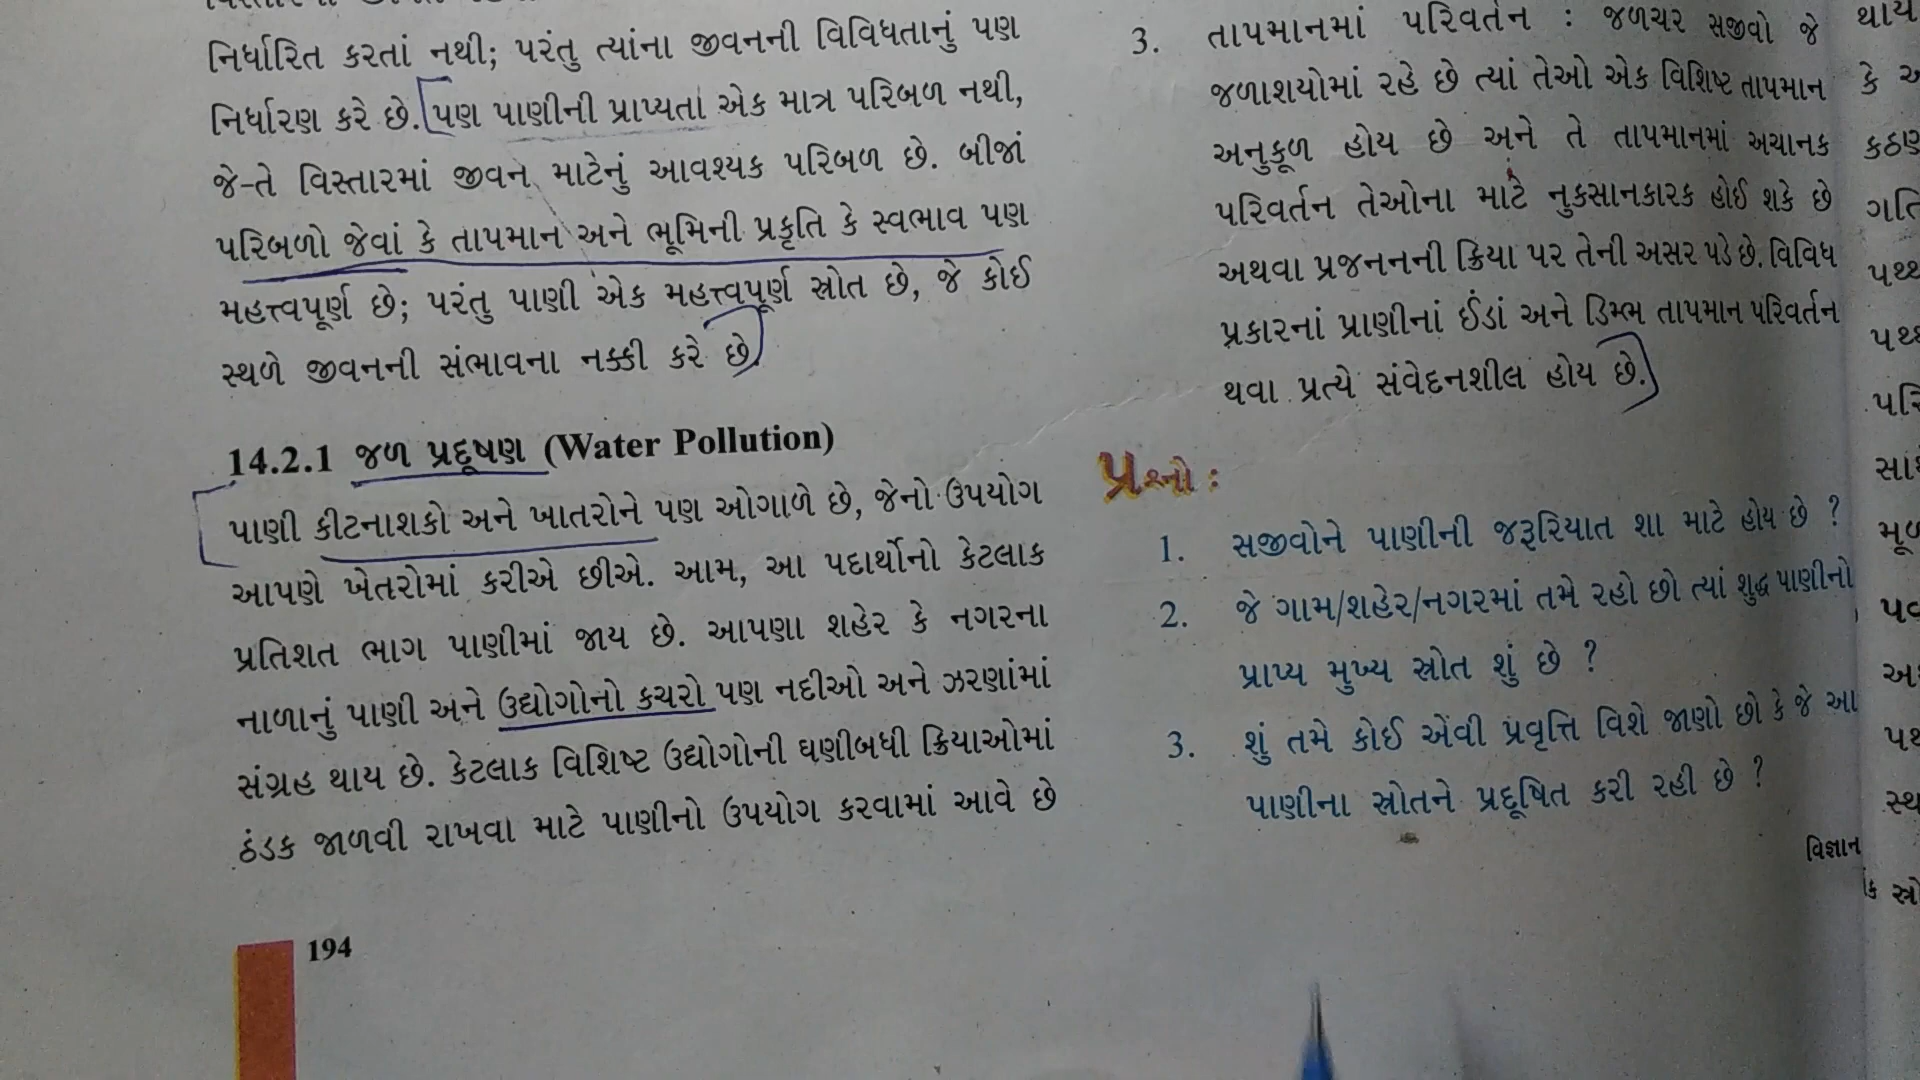 નિર્ધારિત કરતાં નથી; પરંતુ ત્યાંના જીવનની વિવિધતાનું પણ
નિર્ધારણ કરે છે. પણ પાણીની પ્રાપ્યતા એક માત્ર પરિબળ નથી,
જે-તે વિસ્તારમાં જીવન માટેનું આવશ્યક પરિબળ છે. બીજાં
પરિબળો જેવાં કે તાપમાન અને ભૂમિની પ્રકૃતિ કે સ્વભાવ પણ
મહત્ત્વપૂર્ણ છે; પરંતુ પાણી એક મહત્ત્વપૂર્ણ સ્રોત છે, જે કોઈ
સ્થળે જીવનની સંભાવના નક્કી કરે છે.
14.2.1 જળ પ્રદૂષણ (Water Pollution)
પાણી કીટનાશકો અને ખાતરોને પણ ઓગાળે છે, જેનો ઉપયોગ
આપણે ખેતરોમાં કરીએ છીએ. આમ, આ પદાર્થોનો કેટલાક
પ્રતિશત ભાગ પાણીમાં જાય છે. આપણા શહેર કે નગરના
નાળાનું પાણી અને ઉદ્યોગોનો કચરો પણ નદીઓ અને ઝરણાંમાં
સંગ્રહ થાય છે. કેટલાક વિશિષ્ટ ઉદ્યોગોની ઘણીબધી ક્રિયાઓમાં
ઠંડક જાળવી રાખવા માટે પાણીનો ઉપયોગ કરવામાં આવે છે
194
3. તાપમાનમાં પરિવર્તન : જળચર સજીવો જે
જળાશયોમાં રહે છે ત્યાં તેઓ એક વિશિષ્ટ તાપમાન
અનુકૂળ હોય છે અને તે તાપમાનમાં અચાનક
પરિવર્તન તેઓના માટે નુકસાનકારક હોઈ શકે છે
અથવા પ્રજનનની ક્રિયા પર તેની અસર પડે છે. વિવિધ
પ્રકારનાં પ્રાણીનાં ઈંડાં અને ડિમ્ભ તાપમાન પરિવર્તન
થવા પ્રત્યે સંવેદનશીલ હોય છે.
પ્રશ્નો :
1. સજીવોને પાણીની જરૂરિયાત શા માટે હોય છે ?
2. જે ગામ/શહેર/નગરમાં તમે રહો છો ત્યાં શુદ્ધ પાણીનો
પ્રાપ્ય મુખ્ય સ્રોત શું છે ?
3. શું તમે કોઈ એવી પ્રવૃત્તિ વિશે જાણો છો કે જે આ
પાણીના સ્રોતને પ્રદૂષિત કરી રહી છે ?
વિજ્ઞાન
થાય
કે